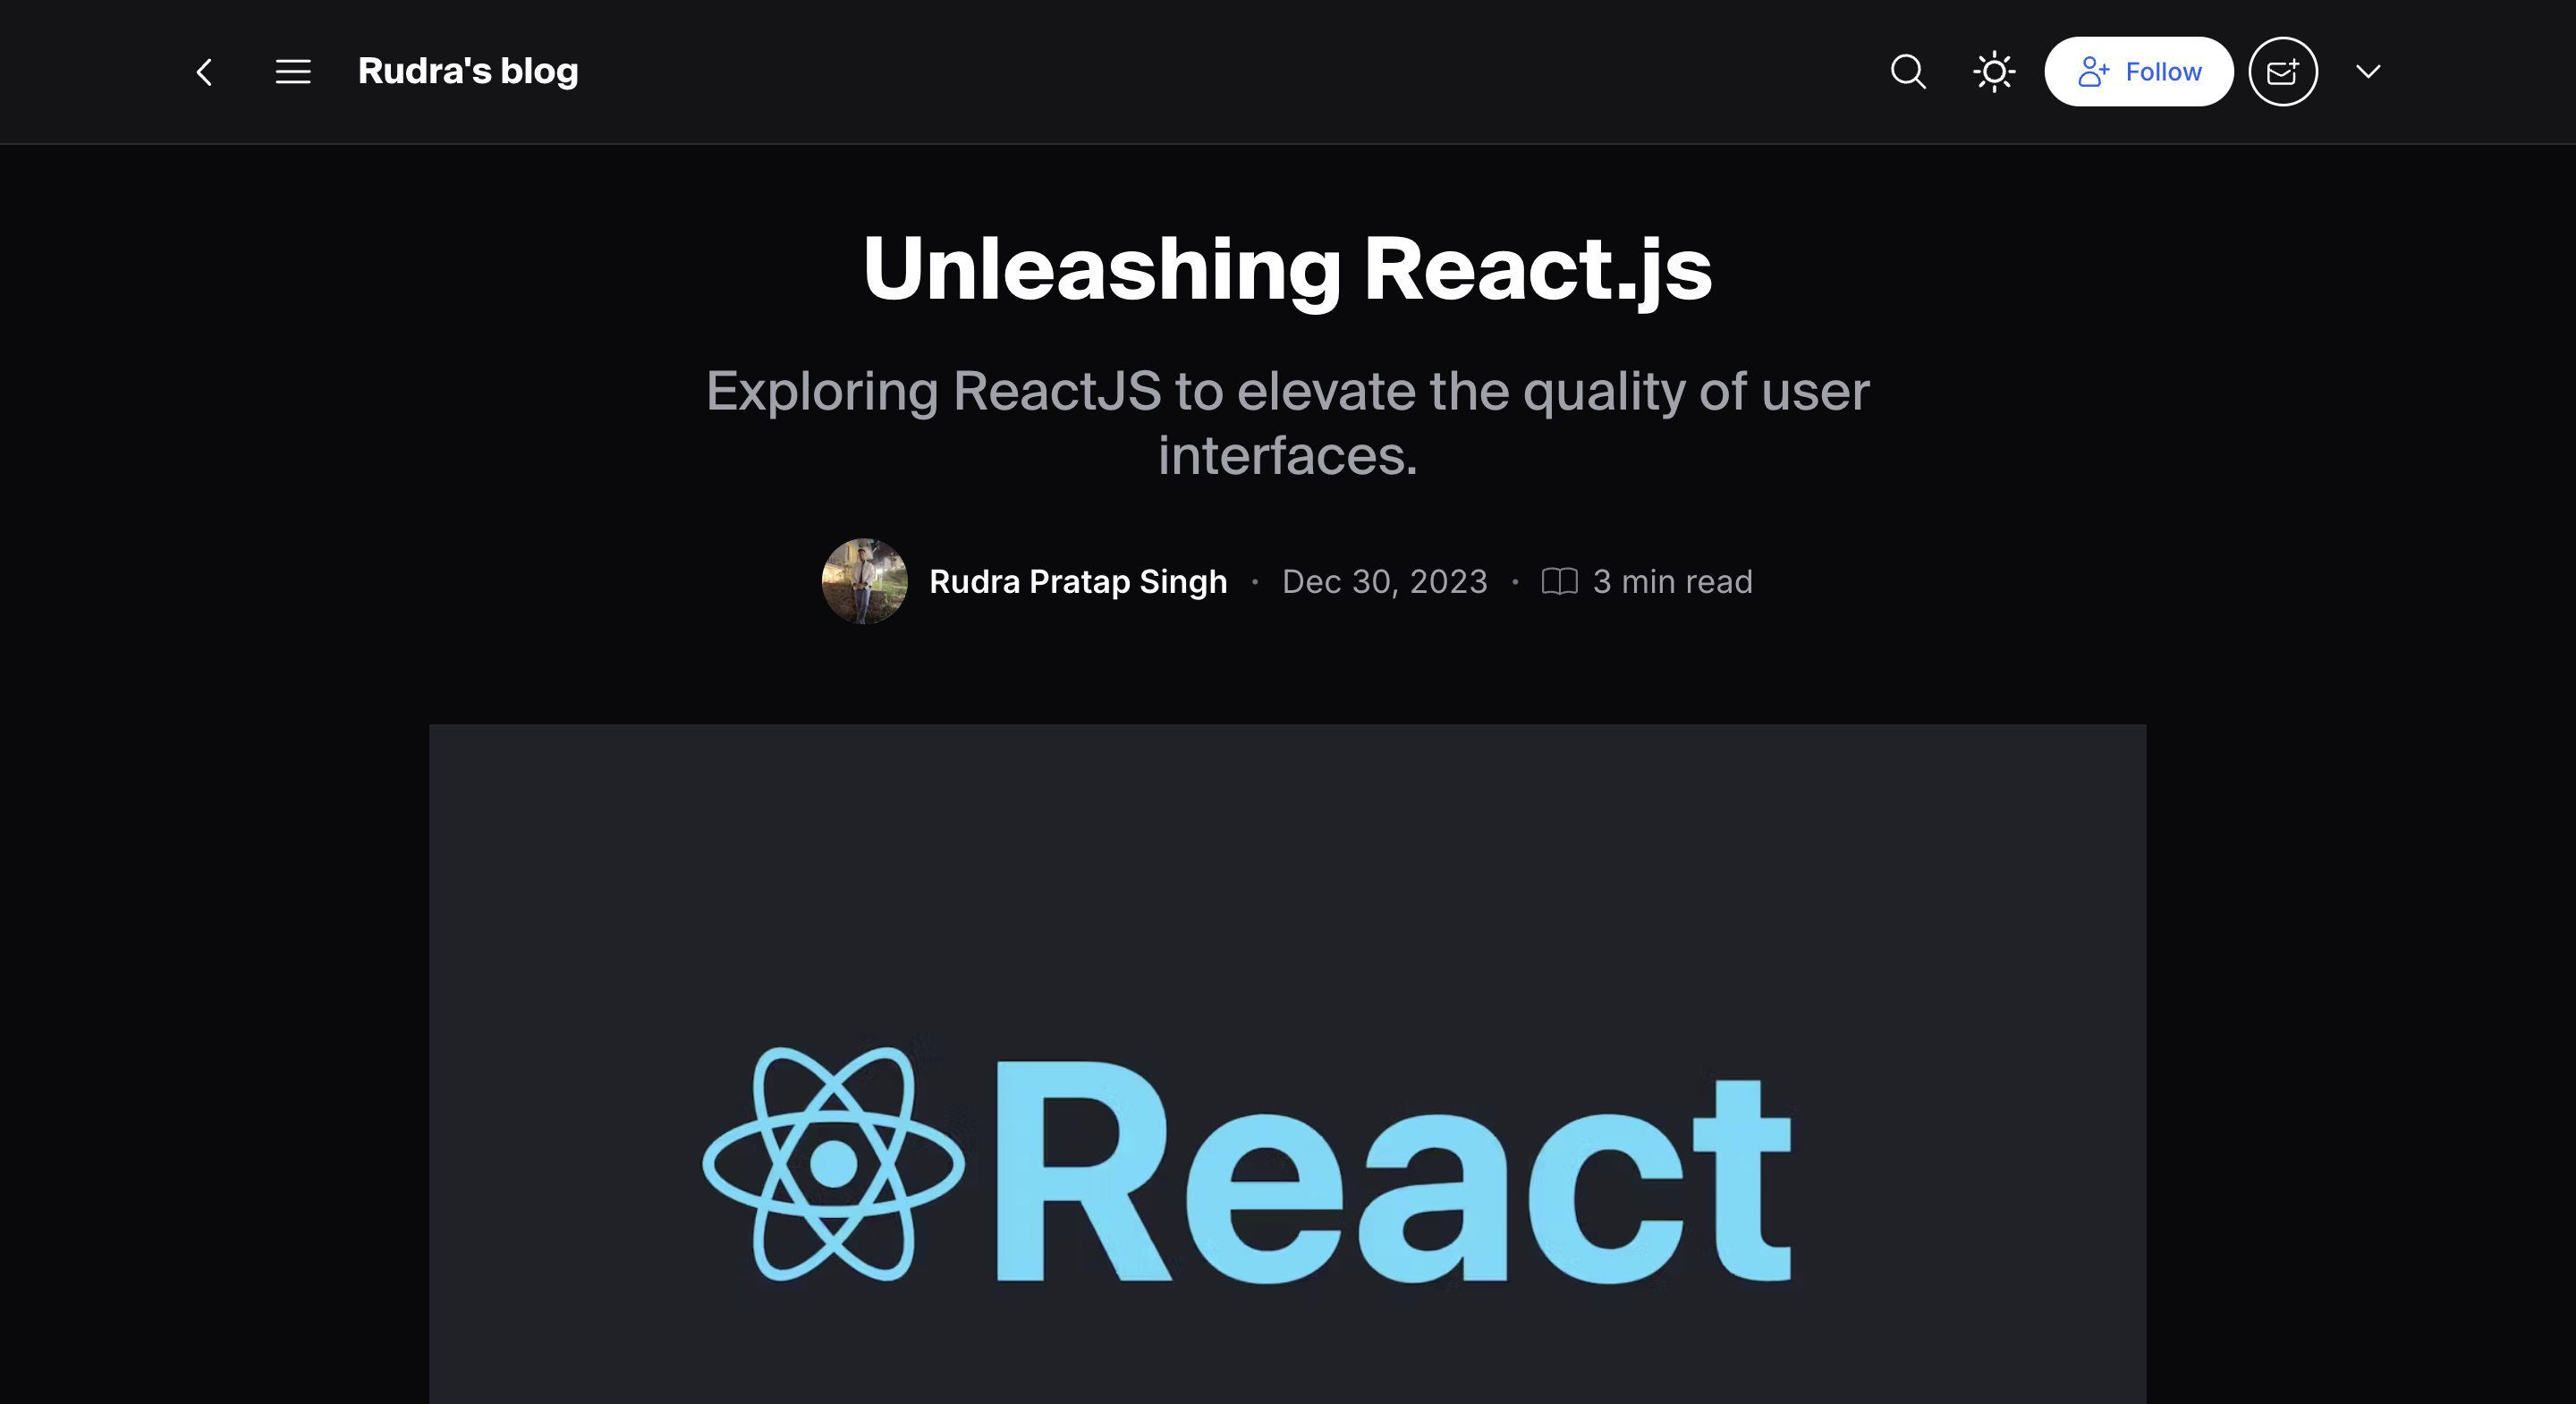 Rudra's blog
Follow
Unleashing React.js
Exploring ReactJS to elevate the quality of user
interfaces.
Rudra Pratap Singh · Dec 30, 2023 · 3 min read
React